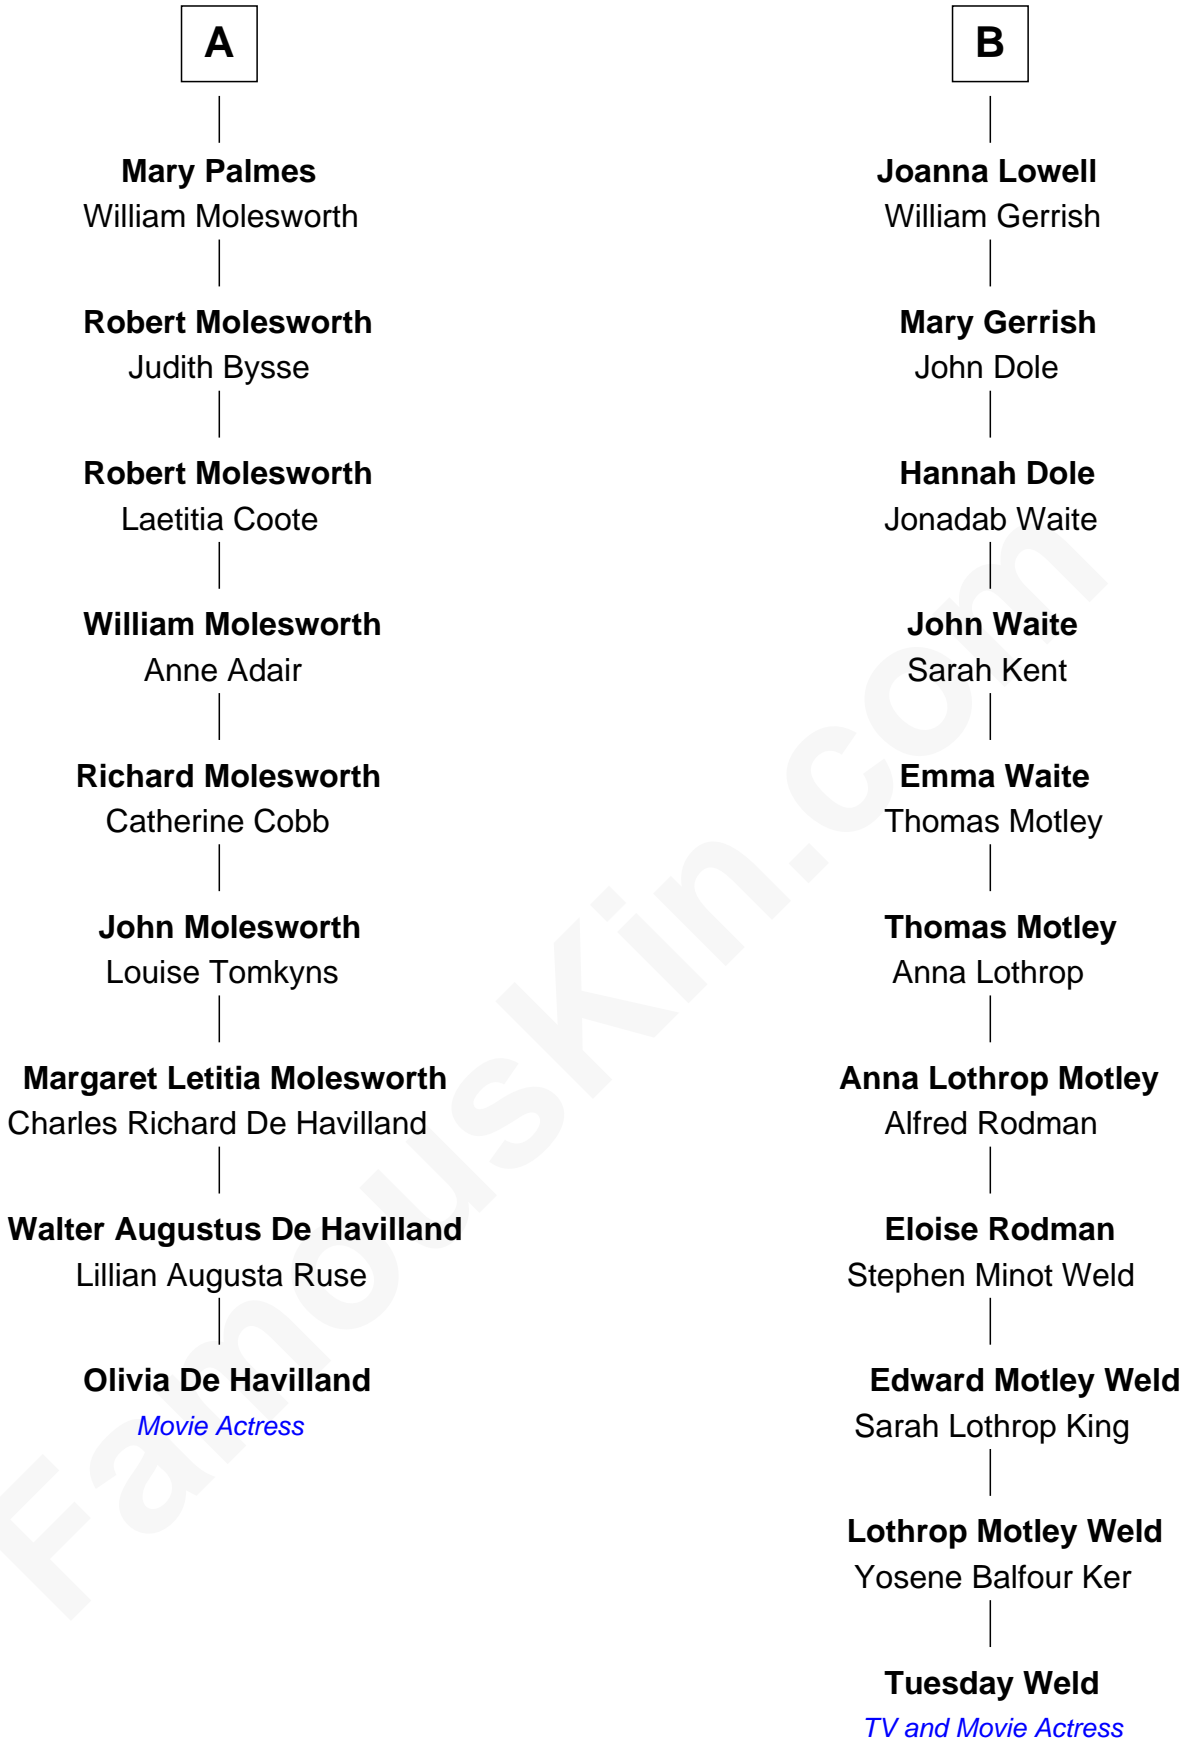 A
Mary Palmes
William Molesworth
Robert Molesworth
Judith Bysse
Robert Molesworth
Laetitia Coote
William Molesworth
Anne Adair
Richard Molesworth
Catherine Cobb
John Molesworth
Louise Tomkyns
Margaret Letitia Molesworth
Charles Richard De Havilland
Walter Augustus De Havilland
Lillian Augusta Ruse
Olivia De Havilland
Movie Actress
B
Joanna Lowell
William Gerrish
Mary Gerrish
John Dole
Hannah Dole
Jonadab Waite
John Waite
Sarah Kent
Emma Waite
Thomas Motley
Thomas Motley
Anna Lothrop
Anna Lothrop Motley
Alfred Rodman
Eloise Rodman
Stephen Minot Weld
Edward Motley Weld
Sarah Lothrop King
Lothrop Motley Weld
Yosene Balfour Ker
Tuesday Weld
TV and Movie Actress
FamousKin.com